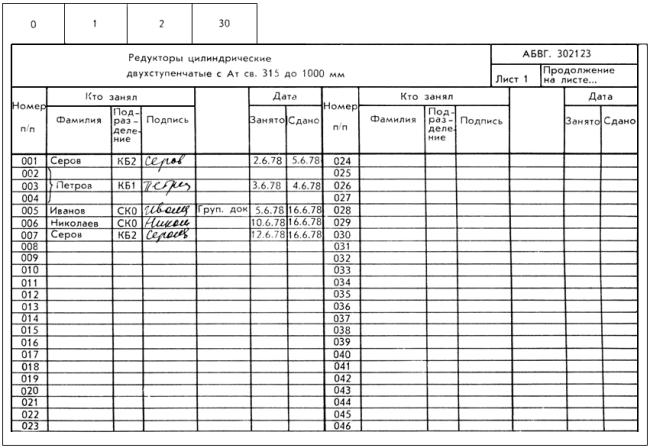 0 1 2 30
Редукторы цилиндрические
двухступенчатые с Ат св. 315 до 1000 мм
АБВГ. 302123
Лист 1
Продолжение
на листе...
Номер п/п
Кто занял
Фамилия
Под-
раз-
деле-
ние
Подпись
Дата
Занято Сдано
Номер п/п
Кто занял
Фамилия
Под-
раз-
деле-
ние
Подпись
Дата
Занято Сдано
001 Серов КБ2 Серов 2.6.78 5.6.78 024
002 025
003 Петров КБ1 3.6.78 4.6.78 026
004 027
005 Иванов СКО Груп. док 5.6.78 16.6.78 028
006 Николаев СКО 10.6.78 16.6.78 029
007 Серов КБ2 12.6.78 16.6.78 030
008 031
009 032
010 033
011 034
012 035
013 036
014 037
015 038
016 039
017 040
018 041
019 042
020 043
021 044
022 045
023 046